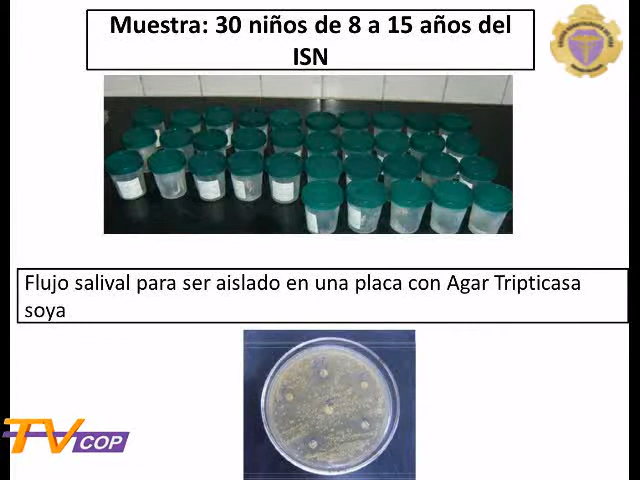 Muestra: 30 niños de 8 a 15 años del
ISN
Flujo salival para ser aislado en una placa con Agar Tripticasa
soya
TV COP